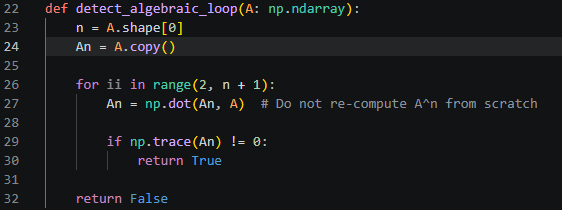 22 def detect_algebraic_loop(A: np.ndarray):
23     n = A.shape[0]
24     An = A.copy()
25
26     for ii in range(2, n + 1):
27         An = np.dot(An, A)  # Do not re-compute A^n from scratch
28
29         if np.trace(An) != 0:
30             return True
31
32     return False